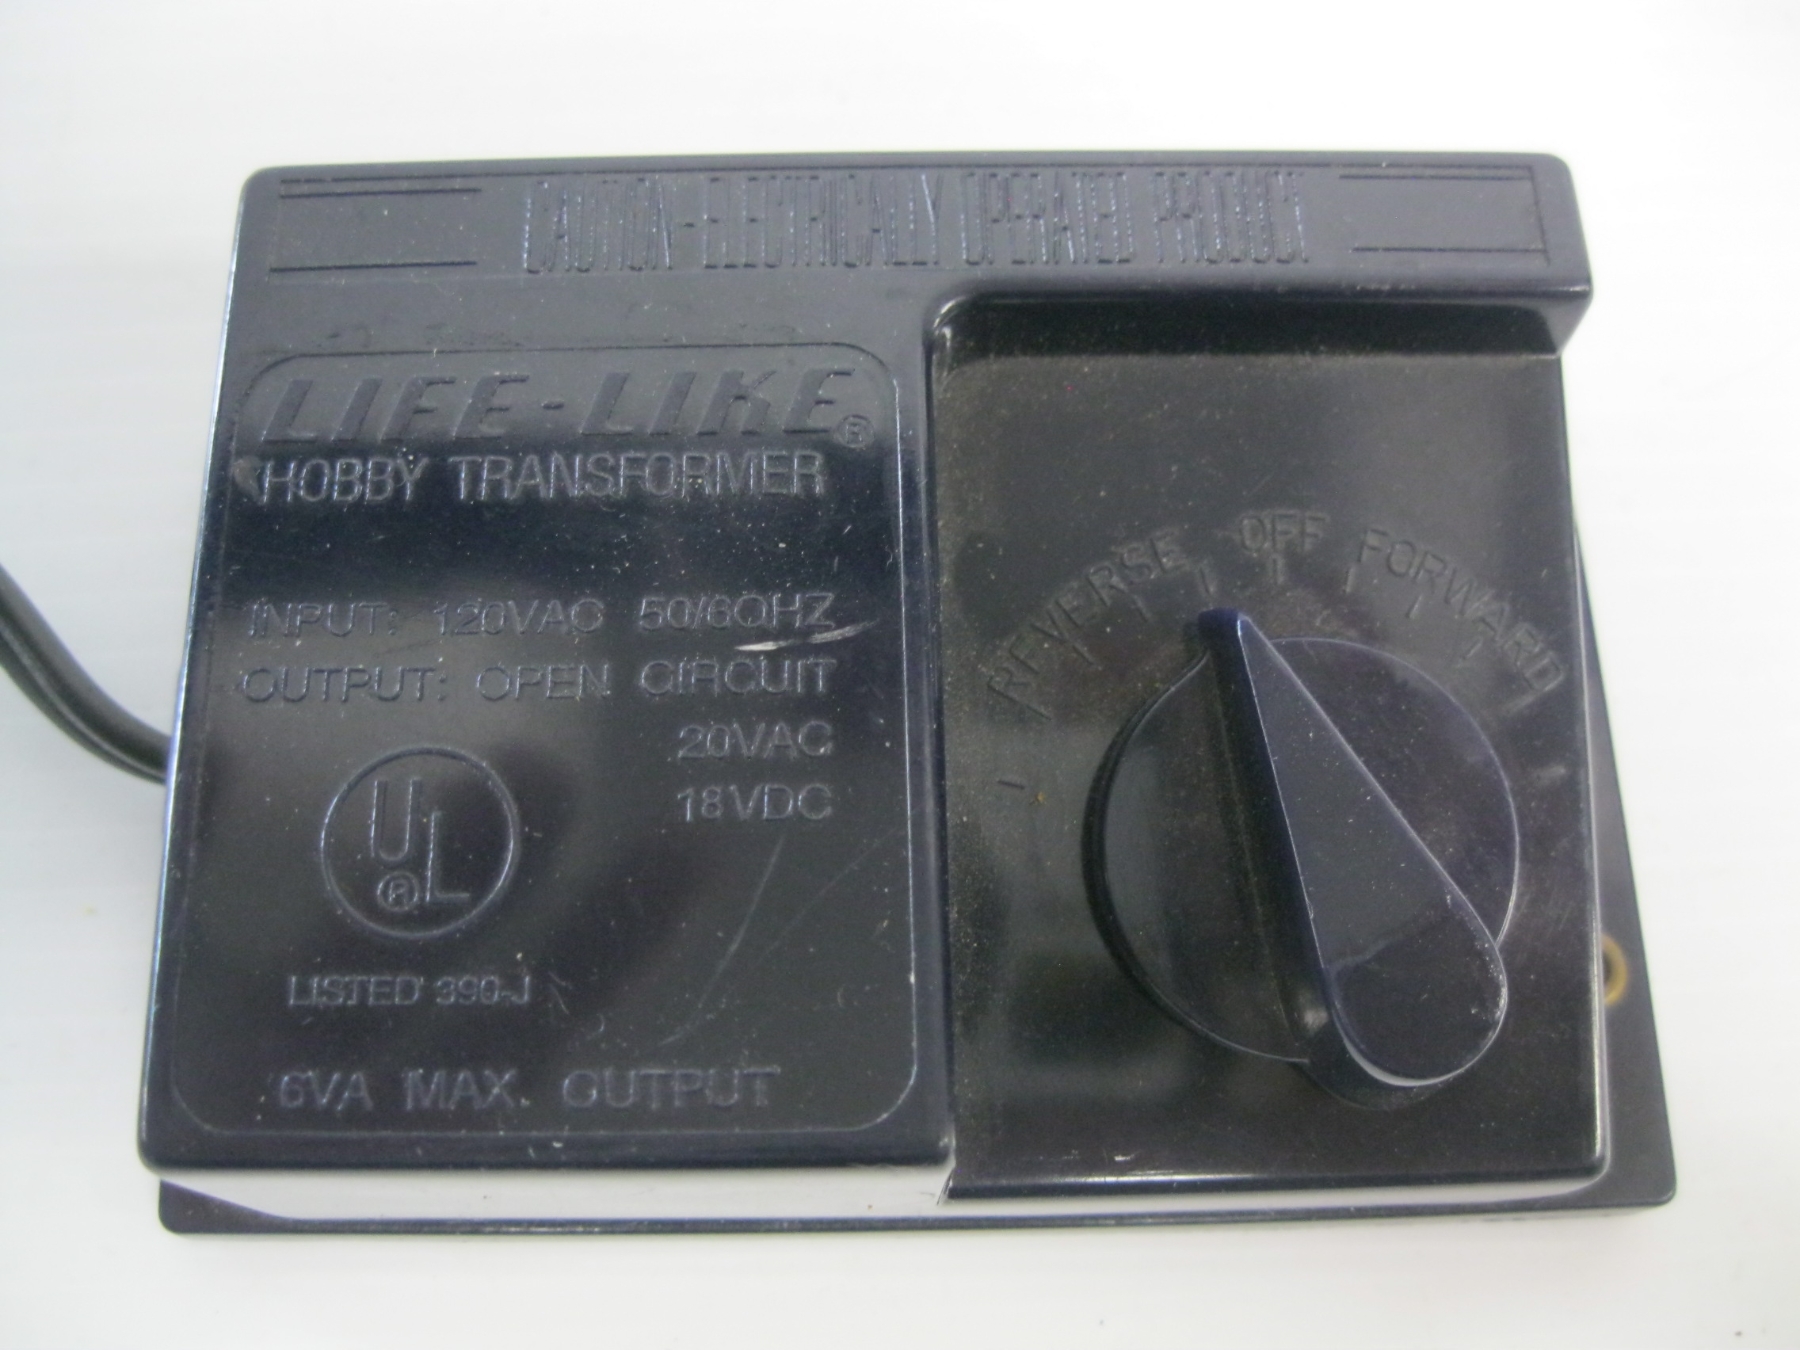 CAUTION-ELECTRICALLY OPERATED PRODUCT
LIFE-LIKE®
HOBBY TRANSFORMER
INPUT: 120VAC 50/60HZ
OUTPUT: OPEN CIRCUIT
20VAC
18VDC
UL®
LISTED 390-J
6VA MAX. OUTPUT
REVERSE OFF FORWARD